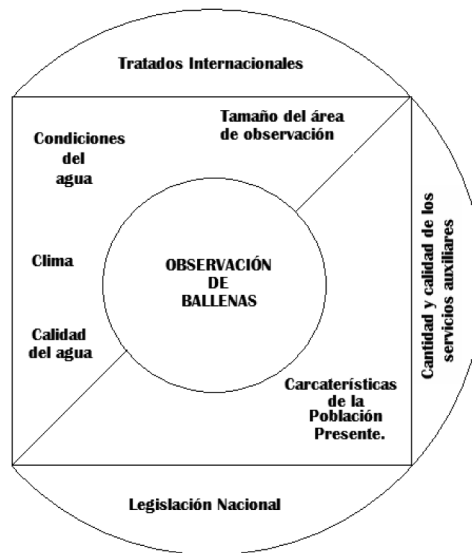 Tratados Internacionales
Tamaño del área
de observación
Condiciones
del
agua
Clima
Calidad
del agua
OBSERVACIÓN
DE
BALLENAS
Carcaterísticas
de la
Población
Presente.
Cantidad y calidad de los
servicios auxiliares
Legislación Nacional